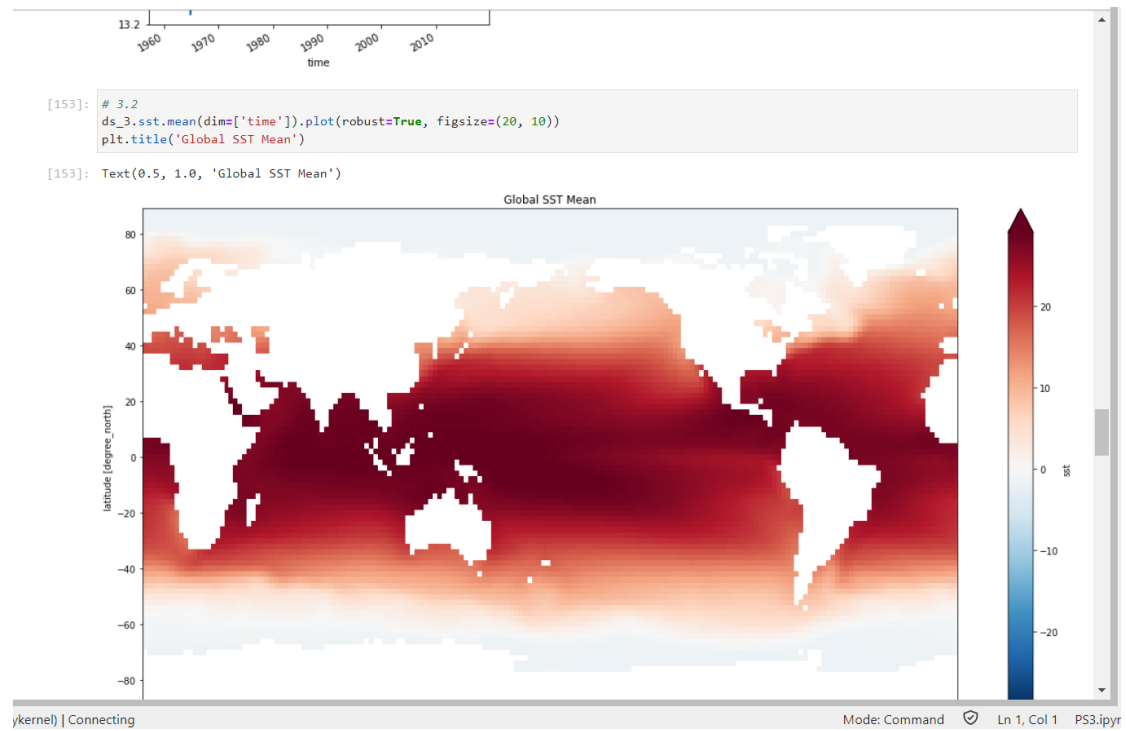 13.2
1960 1970 1980 1990 2000 2010
time
[153]: # 3.2
ds_3.sst.mean(dim=['time']).plot(robust=True, figsize=(20, 10))
plt.title('Global SST Mean')
[153]: Text(0.5, 1.0, 'Global SST Mean')
Global SST Mean
80
60
40
20
0
−20
−40
−60
−80
latitude [degree_north]
20
10
0
−10
−20
sst
ykernel) | Connecting
Mode: Command Ln 1, Col 1 PS3.ipyn